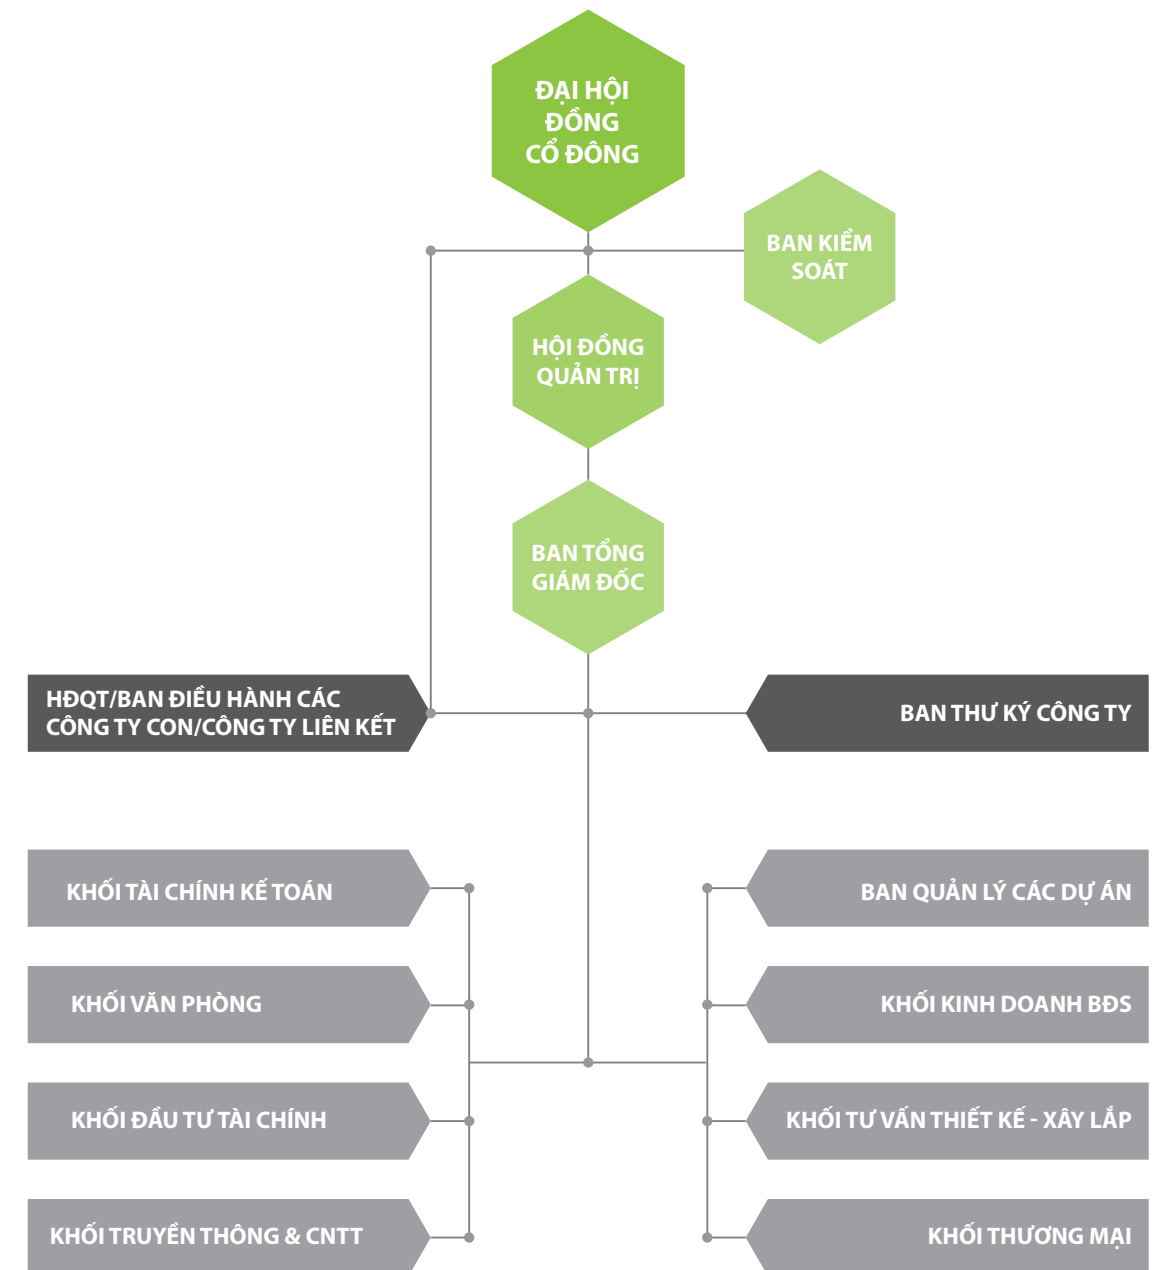 ĐẠI HỘI
ĐỒNG
CỔ ĐÔNG
BAN KIỂM
SOÁT
HỘI ĐỒNG
QUẢN TRỊ
BAN TỔNG
GIÁM ĐỐC
HĐQT/BAN ĐIỀU HÀNH CÁC
CÔNG TY CON/CÔNG TY LIÊN KẾT
BAN THƯ KÝ CÔNG TY
KHỐI TÀI CHÍNH KẾ TOÁN
BAN QUẢN LÝ CÁC DỰ ÁN
KHỐI VĂN PHÒNG
KHỐI KINH DOANH BĐS
KHỐI ĐẦU TƯ TÀI CHÍNH
KHỐI TƯ VẤN THIẾT KẾ - XÂY LẮP
KHỐI TRUYỀN THÔNG & CNTT
KHỐI THƯƠNG MẠI